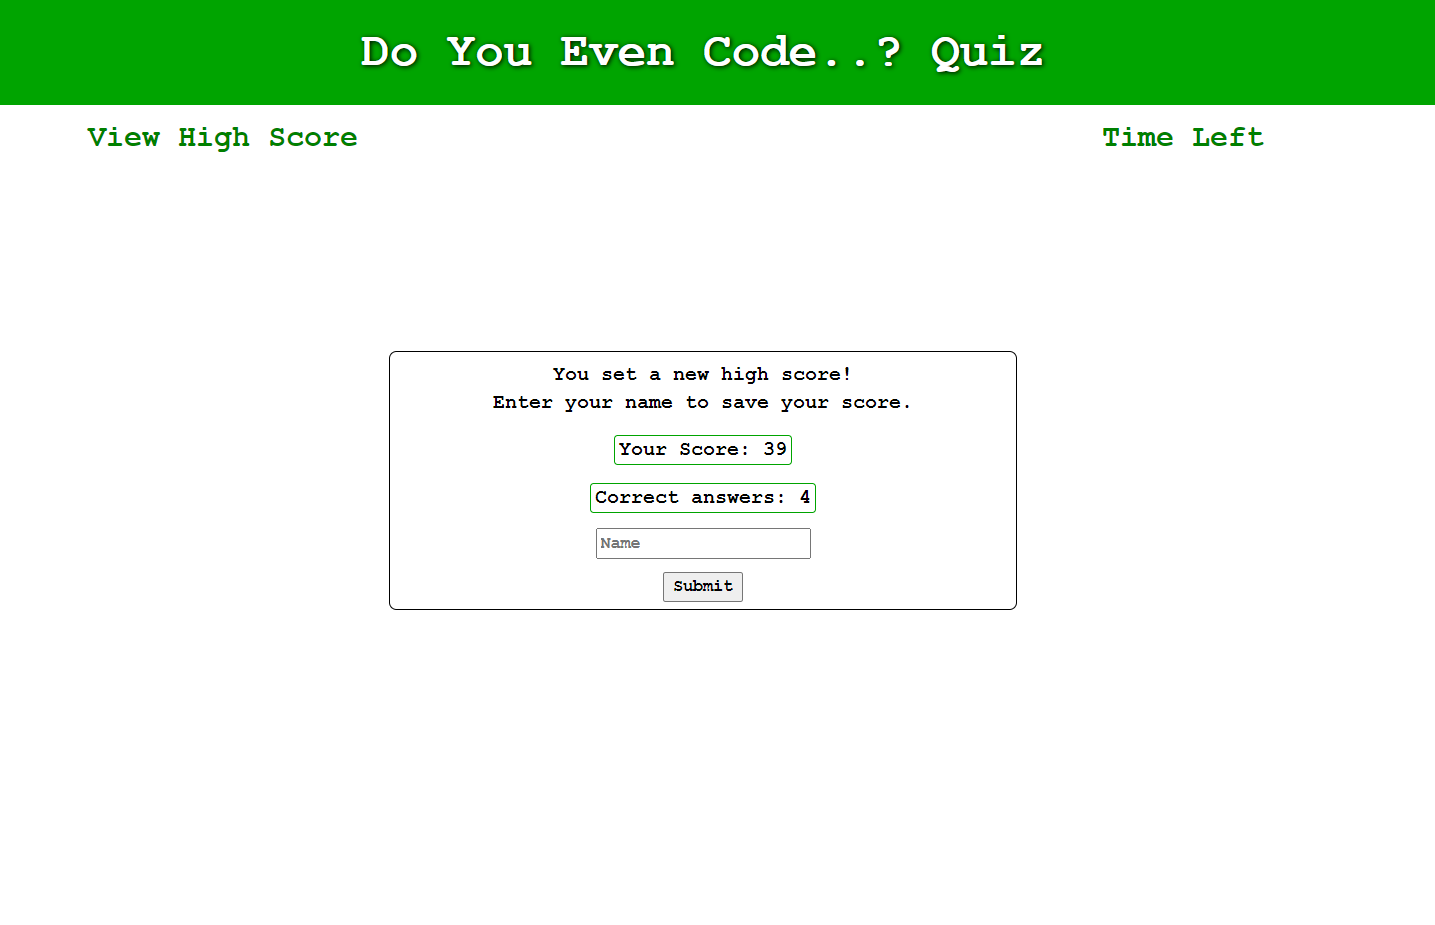 Do You Even Code..? Quiz
View High Score
Time Left
You set a new high score!
Enter your name to save your score.
Your Score: 39
Correct answers: 4
Name
Submit